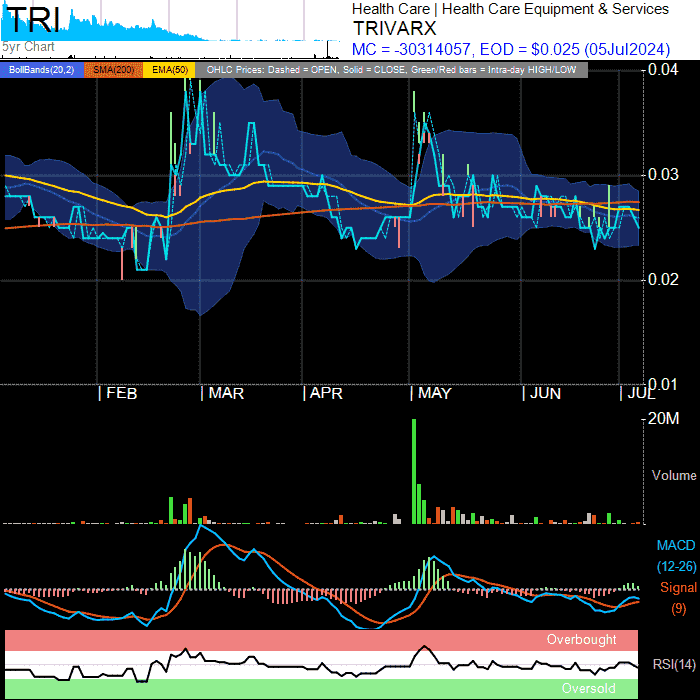 TRI
5yr Chart
Health Care | Health Care Equipment & Services
TRIVARX
MC = -30314057, EOD = $0.025 (05Jul2024)
BollBands(20,2) SMA(200) EMA(50) OHLC Prices: Dashed = OPEN, Solid = CLOSE, Green/Red bars = Intra-day HIGH/LOW
0.04
0.03
0.02
0.01
| FEB | MAR | APR | MAY | JUN | JUL
20M
Volume
MACD
(12-26)
Signal
(9)
Overbought
RSI(14)
Oversold